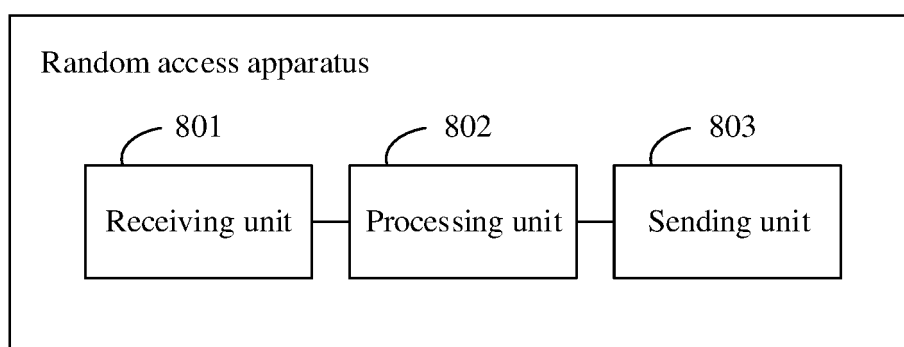 Random access apparatus
801 802 803
Receiving unit Processing unit Sending unit